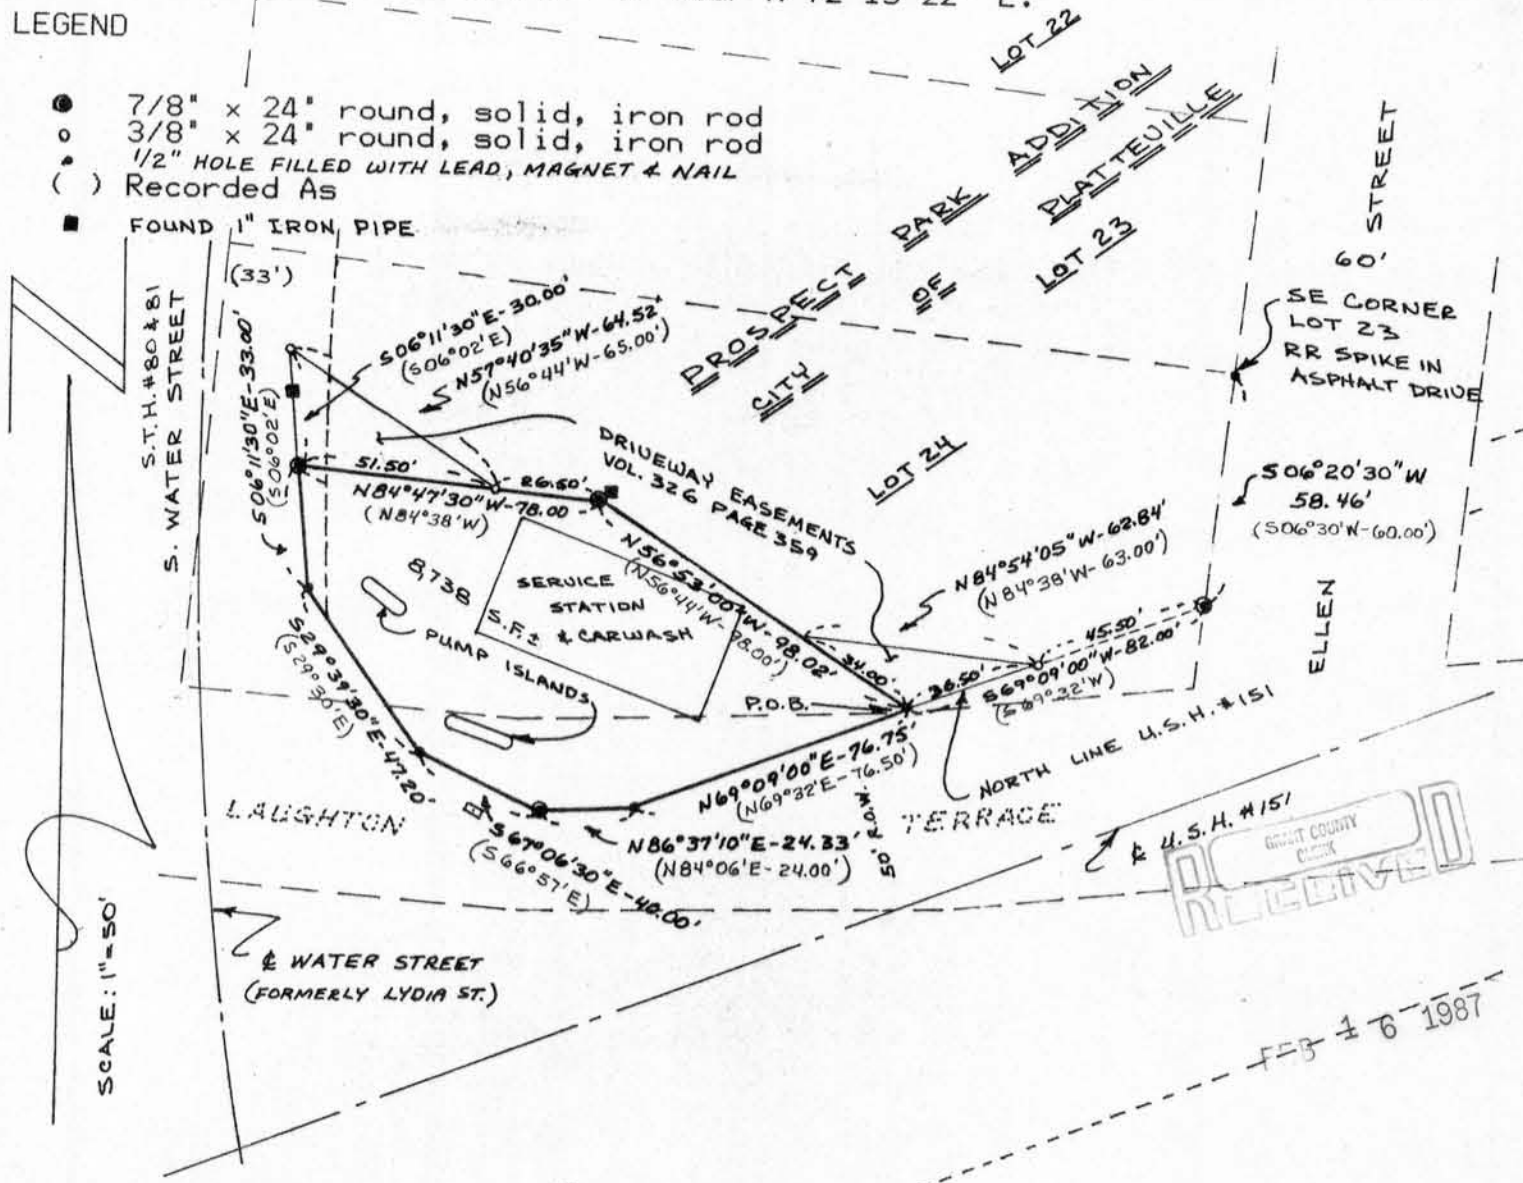 LEGEND
7/8" x 24" round, solid, iron rod
3/8" x 24" round, solid, iron rod
1/2" HOLE FILLED WITH LEAD, MAGNET & NAIL
( ) Recorded As
FOUND 1" IRON PIPE
(33')
S.T.H. #80 & 81
S. WATER STREET
S06°11'30"E-33.00'
(S06°02'E)
S06°11'30"E-30.00'
(S06°02'E)
N57°40'35"W-64.52'
(N56°44'W-65.00')
LOT 22
PROSPECT PARK ADDITION
CITY OF PLATTEVILLE
LOT 23
LOT 24
STREET
60'
SE CORNER
LOT 23
RR SPIKE IN
ASPHALT DRIVE
S06°20'30"W
58.46'
(S06°30'W-60.00')
ELLEN
DRIVEWAY EASEMENTS
VOL. 326 PAGE 359
51.50'
26.50'
N84°47'30"W-78.00
(N84°38'W)
N56°53'00"W-98.02'
(N56°44'W-98.00')
N84°54'05"W-62.84'
(N84°38'W-63.00')
8,738 S.F.±
SERVICE
STATION
& CARWASH
PUMP ISLANDS
34.00'
45.50'
36.50'
S69°09'00"W-82.00'
(S69°32'W)
P.O.B.
S29°39'30"E-47.20'
(S29°30'E)
N69°09'00"E-76.75'
(N69°32'E-76.50')
NORTH LINE U.S.H. #151
LAUGHTON TERRACE
50' R.O.W.
N86°37'10"E-24.33'
(N84°06'E-24.00')
S67°06'30"E-40.00'
(S66°57'E)
℄ U.S.H. #151
GRANT COUNTY
CLERK
RECEIVED
℄ WATER STREET
(FORMERLY LYDIA ST.)
SCALE: 1"=50'
FEB 16 1987